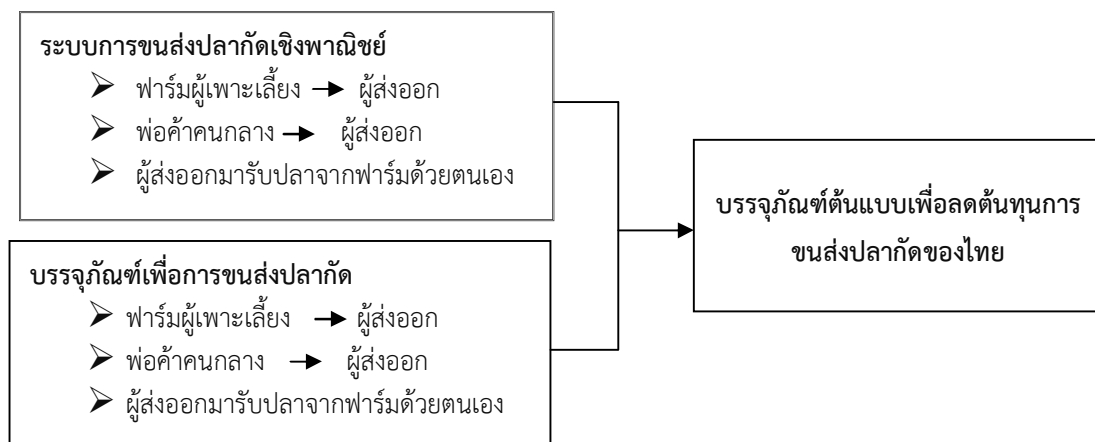 ระบบการขนส่งปลากัดเชิงพาณิชย์
➢ ฟาร์มผู้เพาะเลี้ยง → ผู้ส่งออก
➢ พ่อค้าคนกลาง → ผู้ส่งออก
➢ ผู้ส่งออกมารับปลาจากฟาร์มด้วยตนเอง
บรรจุภัณฑ์เพื่อการขนส่งปลากัด
➢ ฟาร์มผู้เพาะเลี้ยง → ผู้ส่งออก
➢ พ่อค้าคนกลาง → ผู้ส่งออก
➢ ผู้ส่งออกมารับปลาจากฟาร์มด้วยตนเอง
บรรจุภัณฑ์ต้นแบบเพื่อลดต้นทุนการ
ขนส่งปลากัดของไทย